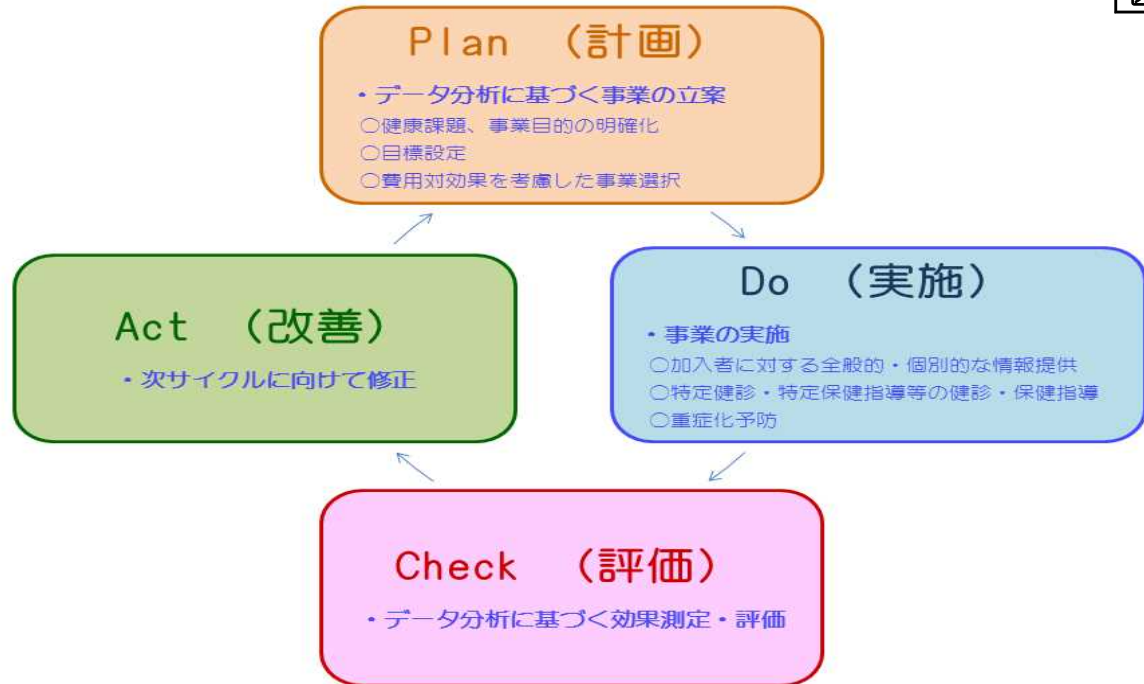 Plan （計画）
・データ分析に基づく事業の立案
○健康課題、事業目的の明確化
○目標設定
○費用対効果を考慮した事業選択
Act （改善）
・次サイクルに向けて修正
Do （実施）
・事業の実施
○加入者に対する全般的・個別的な情報提供
○特定健診・特定保健指導等の健診・保健指導
○重症化予防
Check （評価）
・データ分析に基づく効果測定・評価